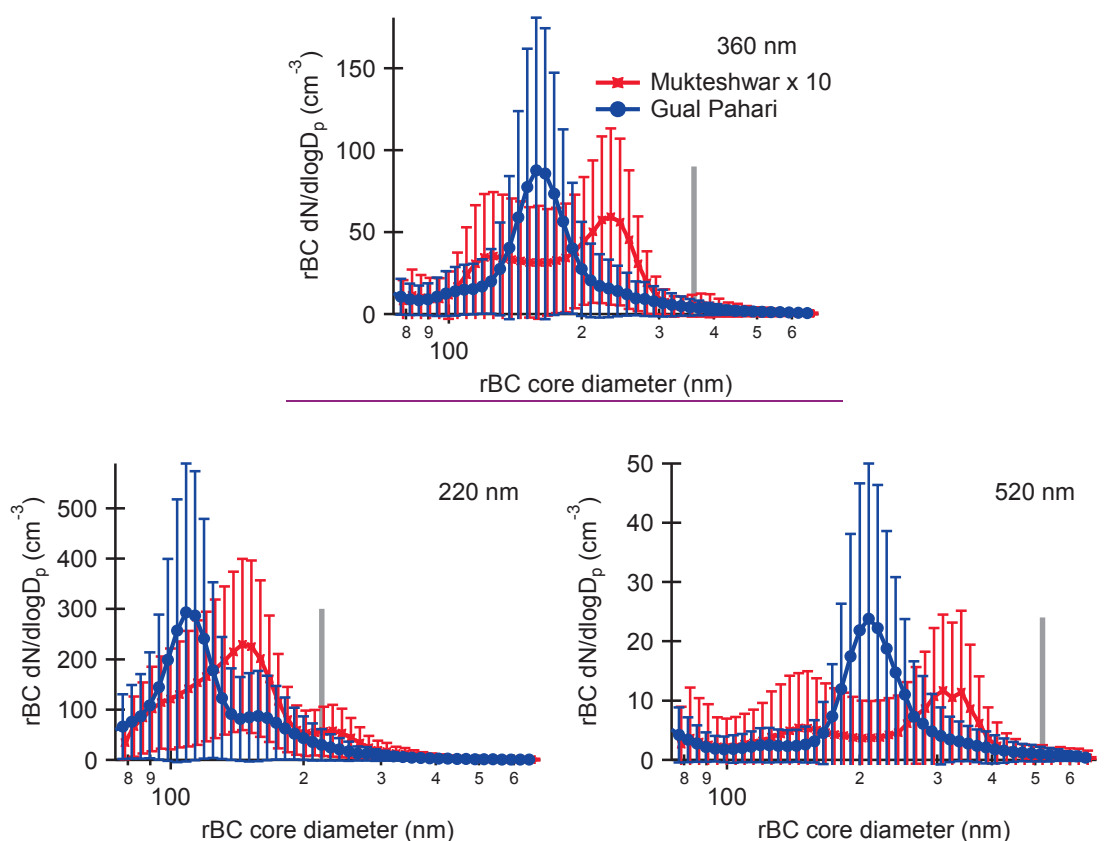 360 nm
Mukteshwar x 10
Gual Pahari
rBC dN/dlogDp (cm-3)
150
100
50
0
8 9 100 2 3 4 5 6
rBC core diameter (nm)
220 nm
rBC dN/dlogDp (cm-3)
500
400
300
200
100
0
8 9 100 2 3 4 5 6
rBC core diameter (nm)
520 nm
rBC dN/dlogDp (cm-3)
50
40
30
20
10
0
8 9 100 2 3 4 5 6
rBC core diameter (nm)